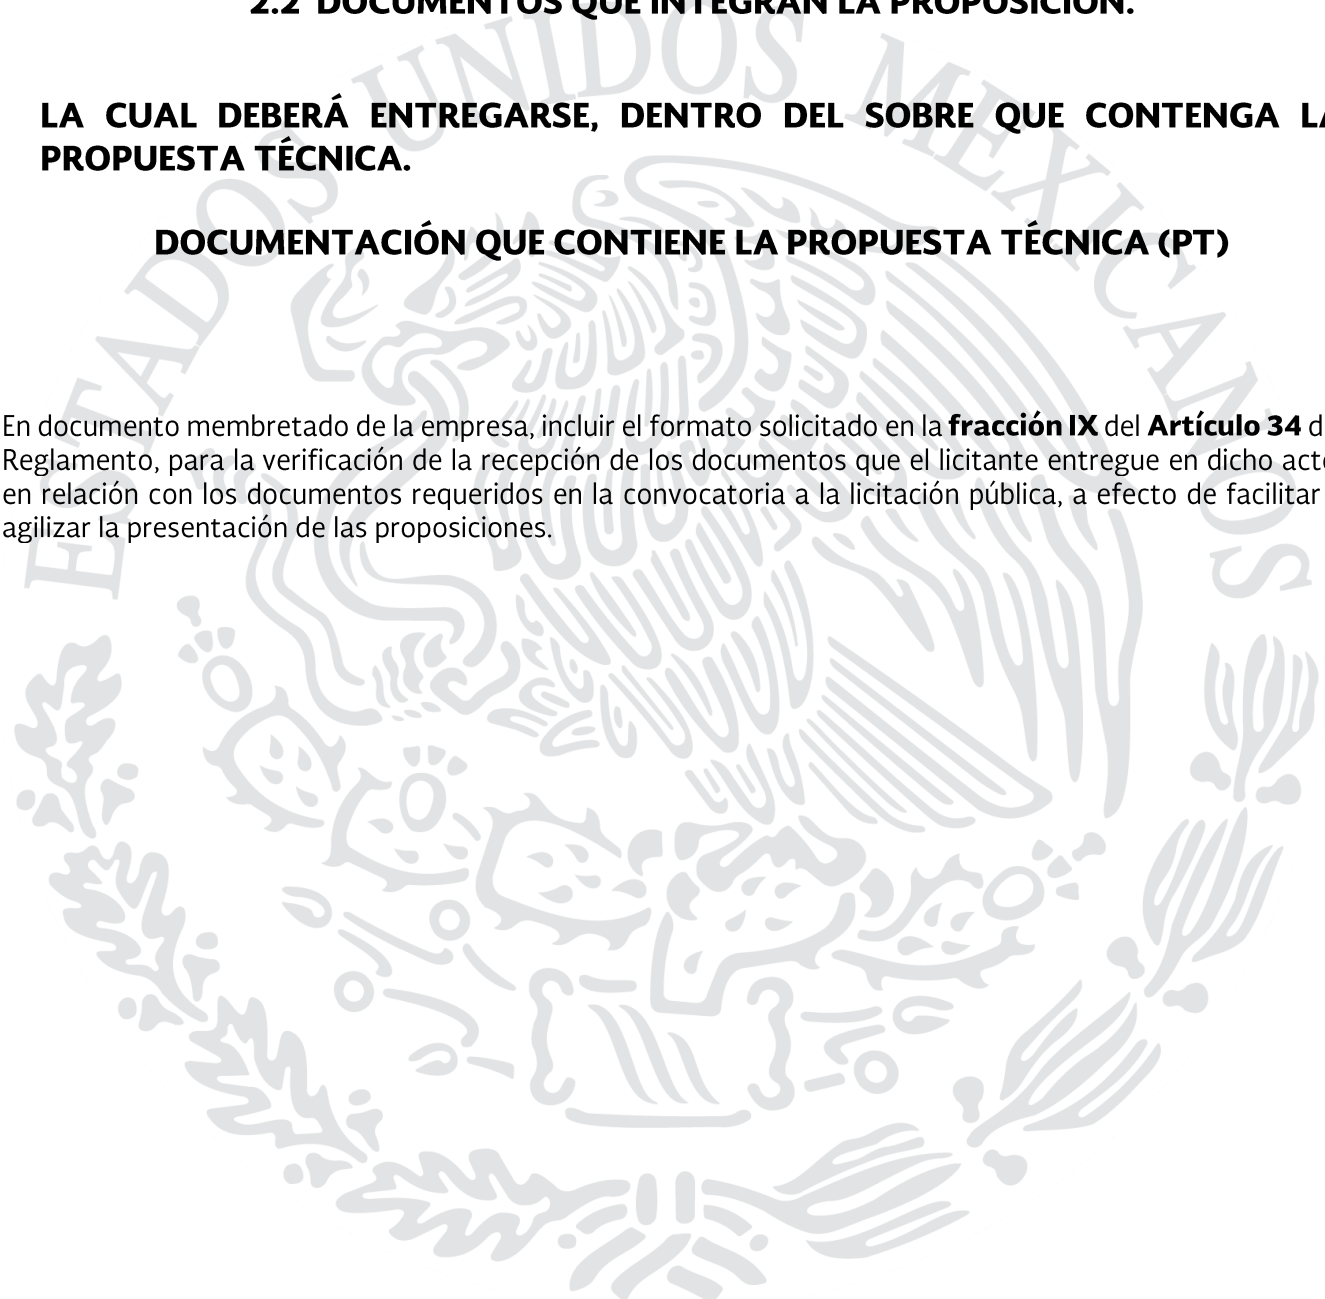 2.2 DOCUMENTOS QUE INTEGRAN LA PROPOSICIÓN.
LA CUAL DEBERÁ ENTREGARSE, DENTRO DEL SOBRE QUE CONTENGA LA
PROPUESTA TÉCNICA.
DOCUMENTACIÓN QUE CONTIENE LA PROPUESTA TÉCNICA (PT)
En documento membretado de la empresa, incluir el formato solicitado en la fracción IX del Artículo 34 d
Reglamento, para la verificación de la recepción de los documentos que el licitante entregue en dicho acto
en relación con los documentos requeridos en la convocatoria a la licitación pública, a efecto de facilitar
agilizar la presentación de las proposiciones.
ESTADOS UNIDOS MEXICANOS